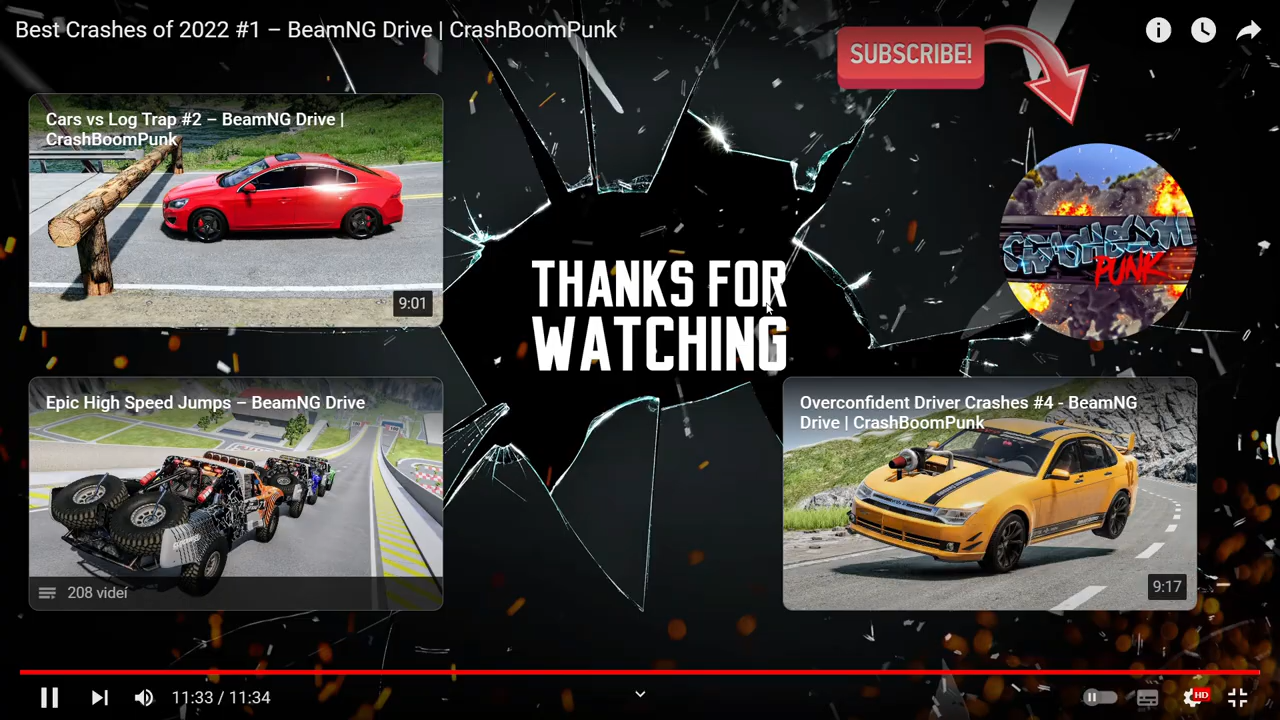 Best Crashes of 2022 #1 – BeamNG Drive | CrashBoomPunk
SUBSCRIBE!
Cars vs Log Trap #2 – BeamNG Drive |
CrashBoomPunk
9:01
CRASHBOOM
PUNK
THANKS FOR
WATCHING
Epic High Speed Jumps – BeamNG Drive
208 videí
Overconfident Driver Crashes #4 - BeamNG
Drive | CrashBoomPunk
9:17
11:33 / 11:34
HD